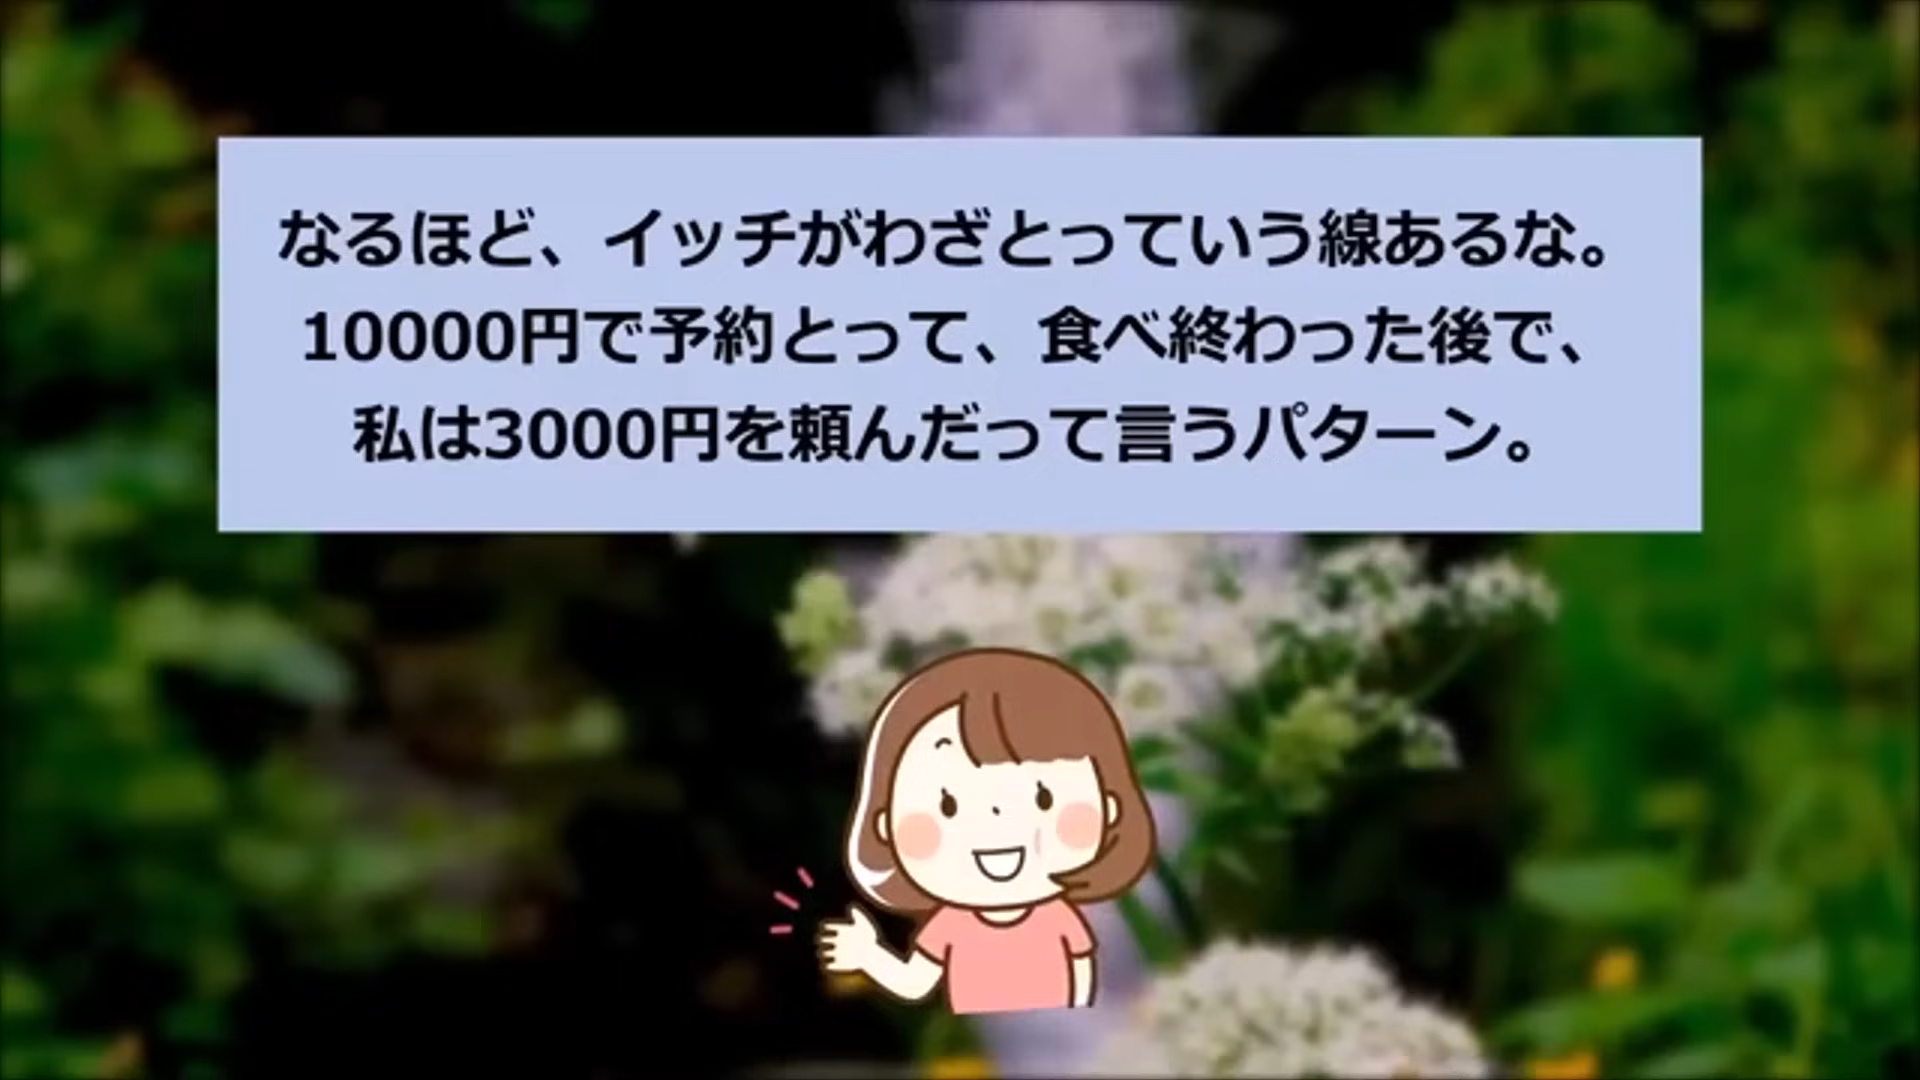 なるほど、イッチがわざとっていう線あるな。
10000円で予約とって、食べ終わった後で、
私は3000円を頼んだって言うパターン。